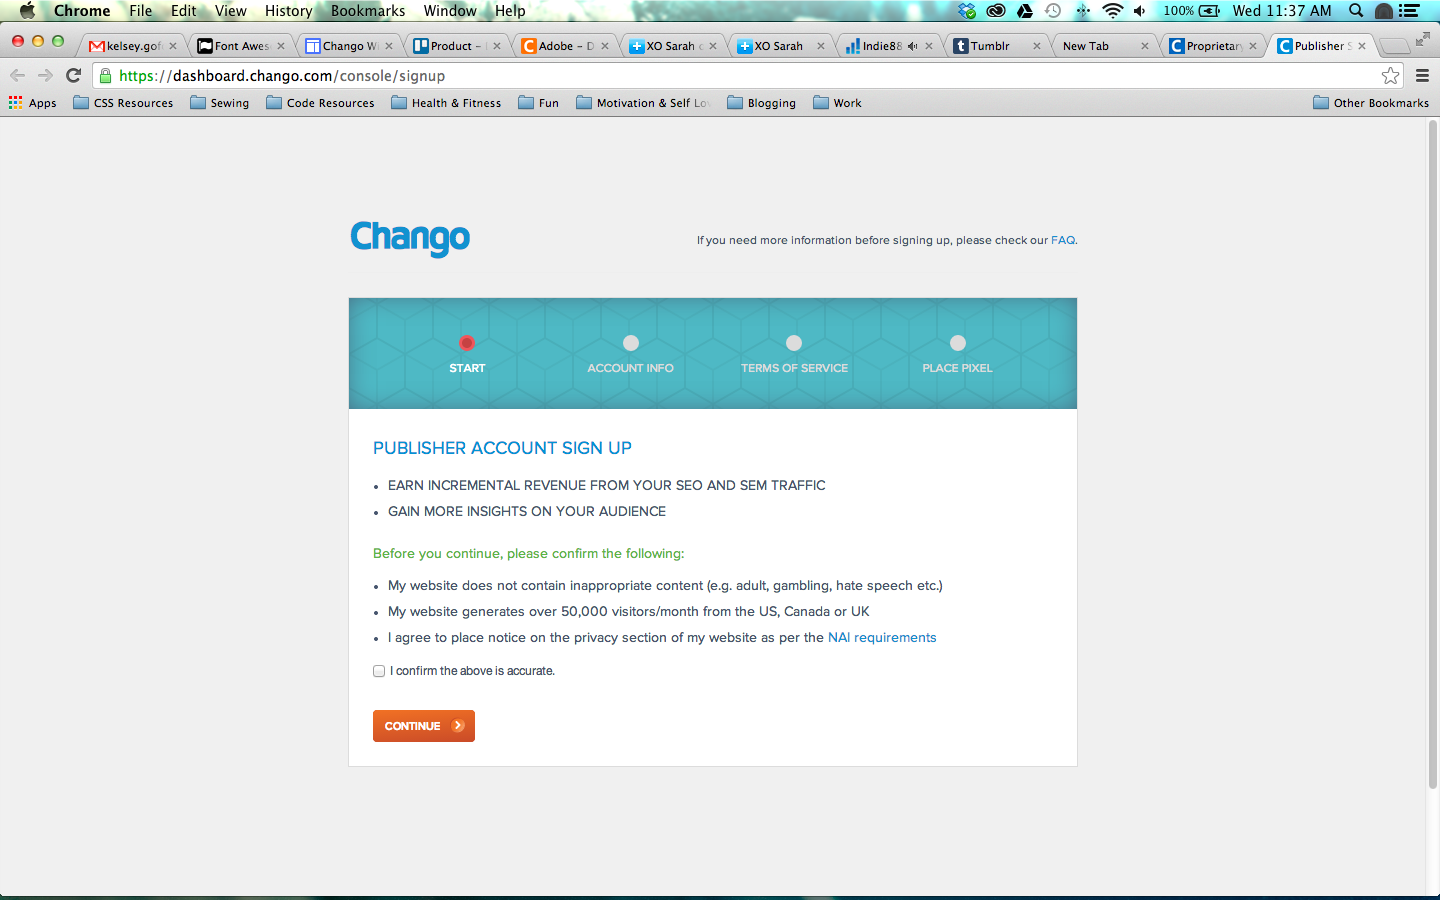 Chrome File Edit View History Bookmarks Window Help 100% Wed 11:37 AM
kelsey.gof Font Awes Chango W Product – Adobe – D XO Sarah XO Sarah Indie88 Tumblr New Tab Proprietary Publisher S
https://dashboard.chango.com/console/signup
Apps CSS Resources Sewing Code Resources Health & Fitness Fun Motivation & Self Lo Blogging Work Other Bookmarks
Chango
If you need more information before signing up, please check our FAQ.
START ACCOUNT INFO TERMS OF SERVICE PLACE PIXEL
PUBLISHER ACCOUNT SIGN UP
• EARN INCREMENTAL REVENUE FROM YOUR SEO AND SEM TRAFFIC
• GAIN MORE INSIGHTS ON YOUR AUDIENCE
Before you continue, please confirm the following:
• My website does not contain inappropriate content (e.g. adult, gambling, hate speech etc.)
• My website generates over 50,000 visitors/month from the US, Canada or UK
• I agree to place notice on the privacy section of my website as per the NAI requirements
I confirm the above is accurate.
CONTINUE